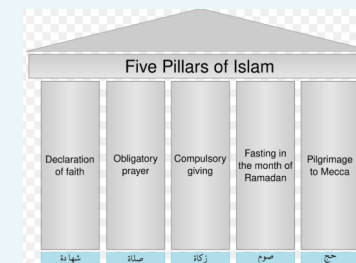 Five Pillars of Islam
Declaration
of faith
Obligatory
prayer
Compulsory
giving
Fasting in
the month of
Ramadan
Pilgrimage
to Mecca
شهادة
صلاة
زكاة
صوم
حج